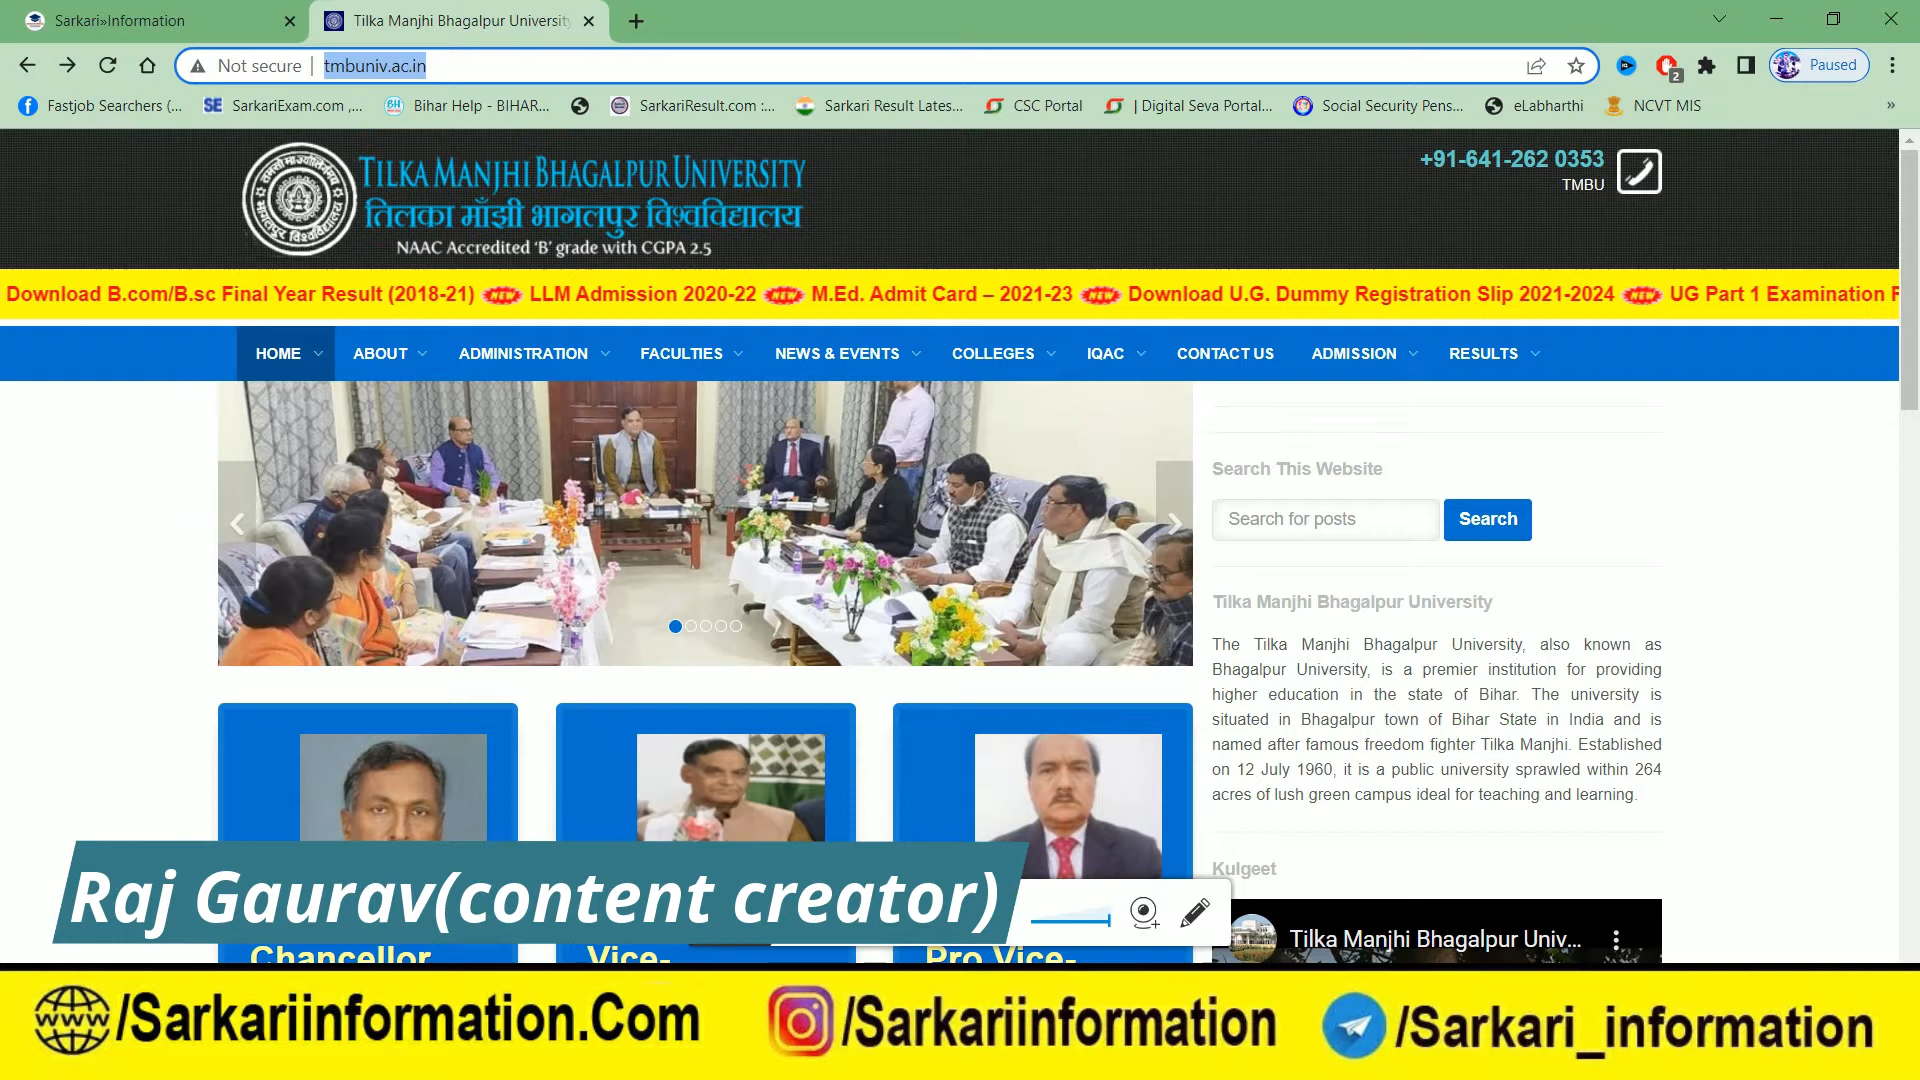 Sarkari»Information
Tilka Manjhi Bhagalpur University
Not secure | tmbuniv.ac.in
2
Paused
Fastjob Searchers (...
SE SarkariExam.com ,...
BH Bihar Help - BIHAR...
SarkariResult.com :...
Sarkari Result Lates...
CSC Portal
| Digital Seva Portal...
Social Security Pens...
eLabharthi
NCVT MIS
»
TILKA MANJHI BHAGALPUR UNIVERSITY
तिलका माँझी भागलपुर विश्वविद्यालय
NAAC Accredited ‘B’ grade with CGPA 2.5
+91-641-262 0353
TMBU
Download B.com/B.sc Final Year Result (2018-21) NEW LLM Admission 2020-22 NEW M.Ed. Admit Card – 2021-23 NEW Download U.G. Dummy Registration Slip 2021-2024 NEW UG Part 1 Examination F
HOME ABOUT ADMINISTRATION FACULTIES NEWS & EVENTS COLLEGES IQAC CONTACT US ADMISSION RESULTS
Search This Website
Search for posts Search
Tilka Manjhi Bhagalpur University
The Tilka Manjhi Bhagalpur University, also known as
Bhagalpur University, is a premier institution for providing
higher education in the state of Bihar. The university is
situated in Bhagalpur town of Bihar State in India and is
named after famous freedom fighter Tilka Manjhi. Established
on 12 July 1960, it is a public university sprawled within 264
acres of lush green campus ideal for teaching and learning.
Kulgeet
Tilka Manjhi Bhagalpur Univ...
Raj Gaurav(content creator)
Chancellor
Vice-
Pro Vice-
www /Sarkariinformation.Com
/Sarkariinformation
/Sarkari_information